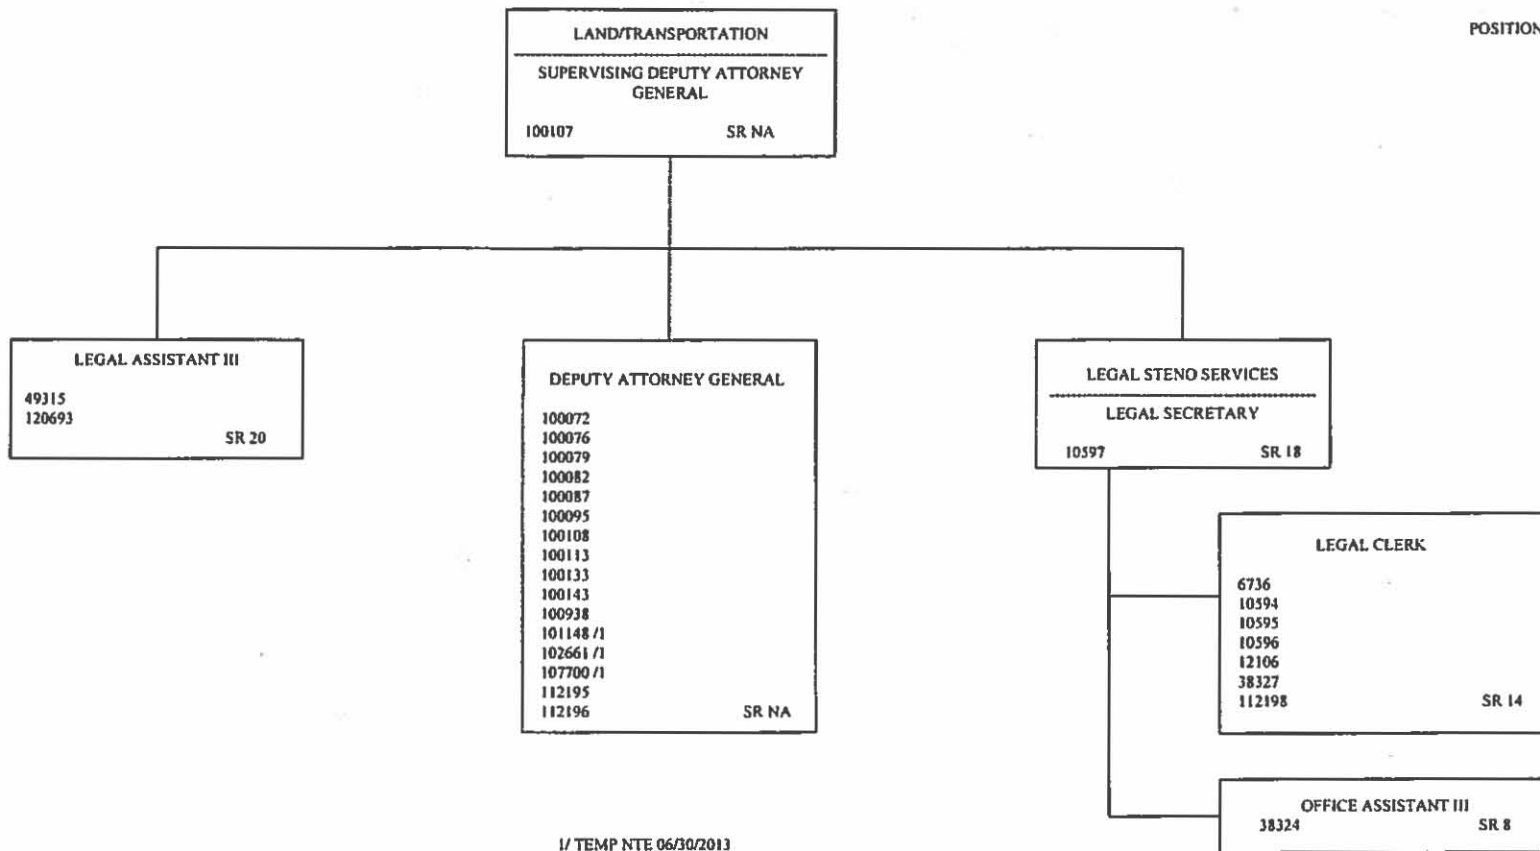 POSITION
LAND/TRANSPORTATION
SUPERVISING DEPUTY ATTORNEY
GENERAL
100107 SR NA
LEGAL ASSISTANT III
49315
120693
SR 20
DEPUTY ATTORNEY GENERAL
100072
100076
100079
100082
100087
100095
100108
100113
100133
100143
100938
101148 /1
102661 /1
107700 /1
112195
112196 SR NA
LEGAL STENO SERVICES
LEGAL SECRETARY
10597 SR 18
LEGAL CLERK
6736
10594
10595
10596
12106
38327
112198 SR 14
OFFICE ASSISTANT III
38324 SR 8
1/ TEMP NTE 06/30/2013